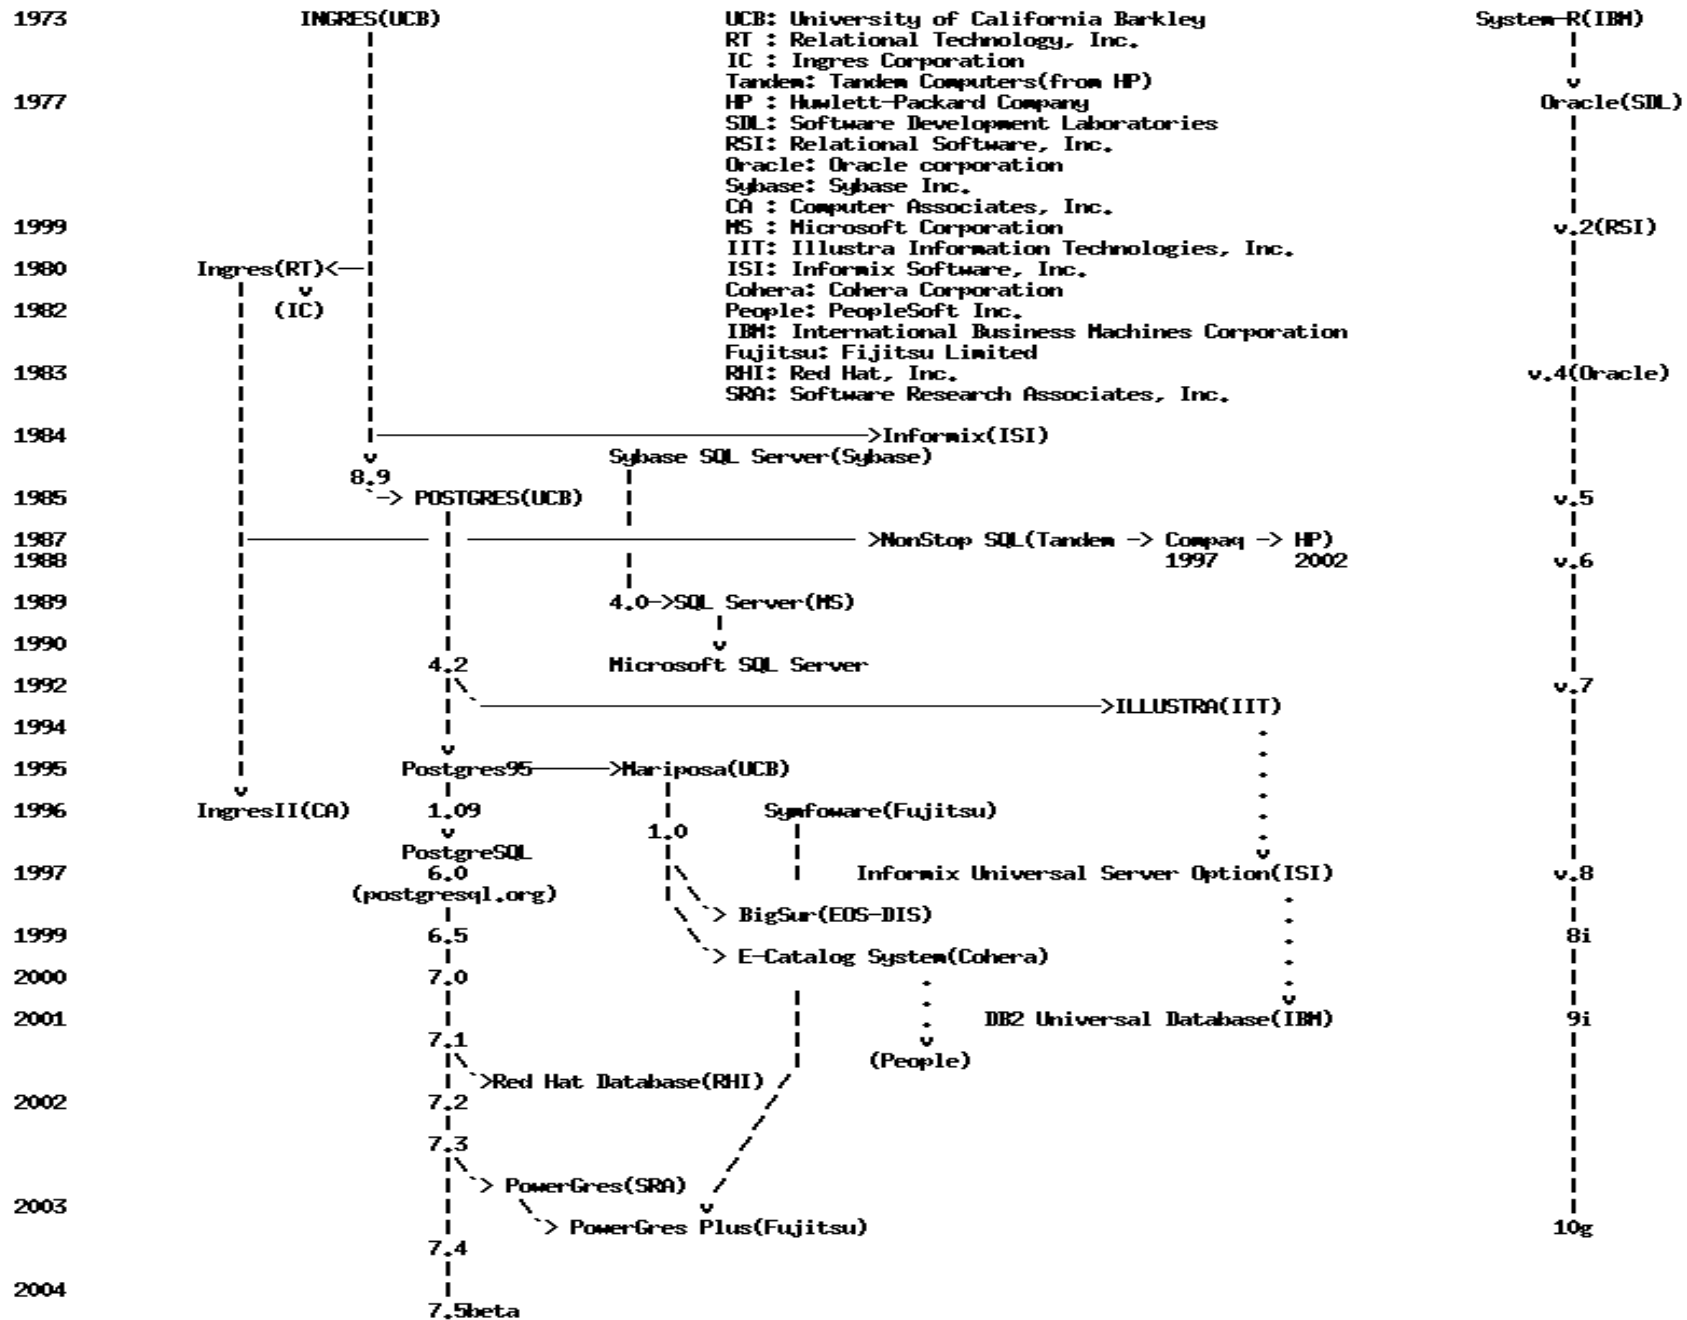 1973 INGRES(UCB) UCB: University of California Barkley System-R(IBM)
RT : Relational Technology, Inc.
IC : Ingres Corporation
Tandem: Tandem Computers(from HP)
1977 HP : Huwlett-Packard Company Oracle(SDL)
SDL: Software Development Laboratories
RSI: Relational Software, Inc.
Oracle: Oracle corporation
Sybase: Sybase Inc.
CA : Computer Associates, Inc.
1999 MS : Microsoft Corporation v.2(RSI)
IIT: Illustra Information Technologies, Inc.
1980 Ingres(RT)<— ISI: Informix Software, Inc.
Cohera: Cohera Corporation
1982 (IC) People: PeopleSoft Inc.
IBM: International Business Machines Corporation
Fujitsu: Fijitsu Limited
1983 RHI: Red Hat, Inc. v.4(Oracle)
SRA: Software Research Associates, Inc.
1984 >Informix(ISI)
Sybase SQL Server(Sybase)
8.9
1985 -> POSTGRES(UCB) v.5
1987 >NonStop SQL(Tandem -> Compaq -> HP)
1988 1997 2002 v.6
1989 4.0->SQL Server(MS)
1990
4.2 Microsoft SQL Server
1992 v.7
>ILLUSTRA(IIT)
1994
1995 Postgres95 >Mariposa(UCB)
1996 IngresII(CA) 1.09 Symfoware(Fujitsu)
1.0
PostgreSQL
1997 6.0 Informix Universal Server Option(ISI) v.8
(postgresql.org)
> BigSur(EOS-DIS)
1999 6.5 8i
> E-Catalog System(Cohera)
2000 7.0
2001 DB2 Universal Database(IBM) 9i
7.1
(People)
>Red Hat Database(RHI)
2002 7.2
7.3
> PowerGres(SRA)
2003
> PowerGres Plus(Fujitsu) 10g
7.4
2004
7.5beta